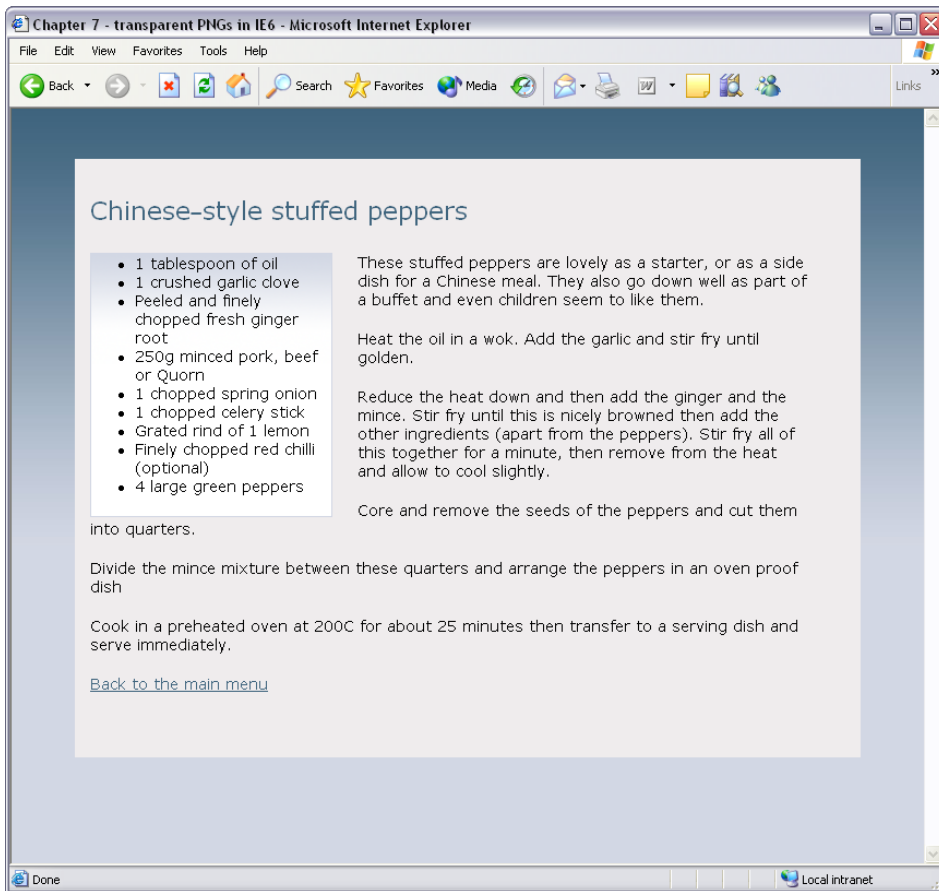 Chapter 7 - transparent PNGs in IE6 - Microsoft Internet Explorer
File Edit View Favorites Tools Help
Back Search Favorites Media Links
Chinese-style stuffed peppers
1 tablespoon of oil
1 crushed garlic clove
Peeled and finely
chopped fresh ginger
root
250g minced pork, beef
or Quorn
1 chopped spring onion
1 chopped celery stick
Grated rind of 1 lemon
Finely chopped red chilli
(optional)
4 large green peppers
These stuffed peppers are lovely as a starter, or as a side
dish for a Chinese meal. They also go down well as part of
a buffet and even children seem to like them.
Heat the oil in a wok. Add the garlic and stir fry until
golden.
Reduce the heat down and then add the ginger and the
mince. Stir fry until this is nicely browned then add the
other ingredients (apart from the peppers). Stir fry all of
this together for a minute, then remove from the heat
and allow to cool slightly.
Core and remove the seeds of the peppers and cut them
into quarters.
Divide the mince mixture between these quarters and arrange the peppers in an oven proof
dish
Cook in a preheated oven at 200C for about 25 minutes then transfer to a serving dish and
serve immediately.
Back to the main menu
Done
Local intranet